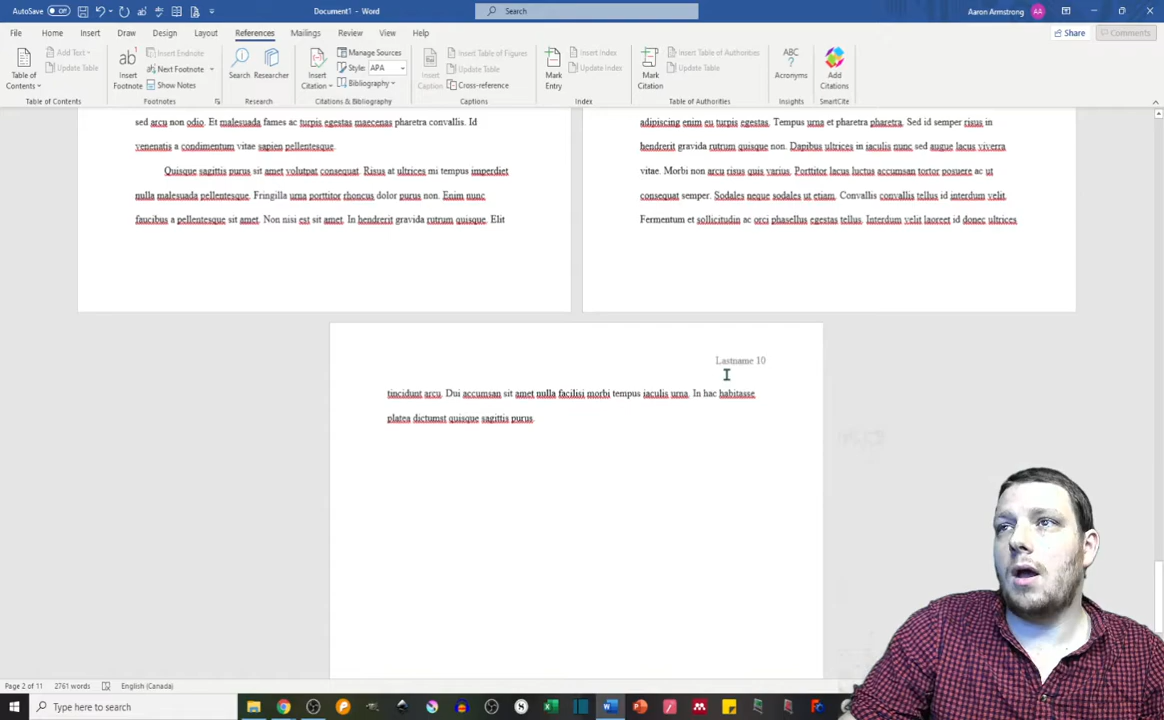 AutoSave Off
Document1 - Word
Search
Aaron Armstrong AA
File Home Insert Draw Design Layout References Mailings Review View Help
Share Comments
Table of Contents
Add Text
Update Table
Table of Contents
Insert Footnote
Insert Endnote
Next Footnote
Show Notes
Footnotes
Search
Researcher
Research
Insert Citation
Manage Sources
Style: APA
Bibliography
Citations & Bibliography
Insert Caption
Insert Table of Figures
Update Table
Cross-reference
Captions
Mark Entry
Insert Index
Update Index
Index
Mark Citation
Insert Table of Authorities
Update Table
Table of Authorities
ABC
?
Acronyms
Insights
Add Citations
SmartCite
sed arcu non odio. Et malesuada fames ac turpis egestas maecenas pharetra convallis. Id
venenatis a condimentum vitae sapien pellentesque.
Quisque sagittis purus sit amet volutpat consequat. Risus at ultrices mi tempus imperdiet
nulla malesuada pellentesque. Fringilla urna porttitor rhoncus dolor purus non. Enim nunc
faucibus a pellentesque sit amet. Non nisi est sit amet. In hendrerit gravida rutrum quisque. Elit
adipiscing enim eu turpis egestas. Tempus urna et pharetra pharetra. Sed id semper risus in
hendrerit gravida rutrum quisque non. Dapibus ultrices in iaculis nunc sed augue lacus viverra
vitae. Morbi non arcu risus quis varius. Porttitor lacus luctus accumsan tortor posuere ac ut
consequat semper. Sodales neque sodales ut etiam. Convallis convallis tellus id interdum velit.
Fermentum et sollicitudin ac orci phasellus egestas tellus. Interdum velit laoreet id donec ultrices
Lastname 10
tincidunt arcu. Dui accumsan sit amet nulla facilisi morbi tempus iaculis urna. In hac habitasse
platea dictumst quisque sagittis purus.
Page 2 of 11 2761 words English (Canada)
Type here to search